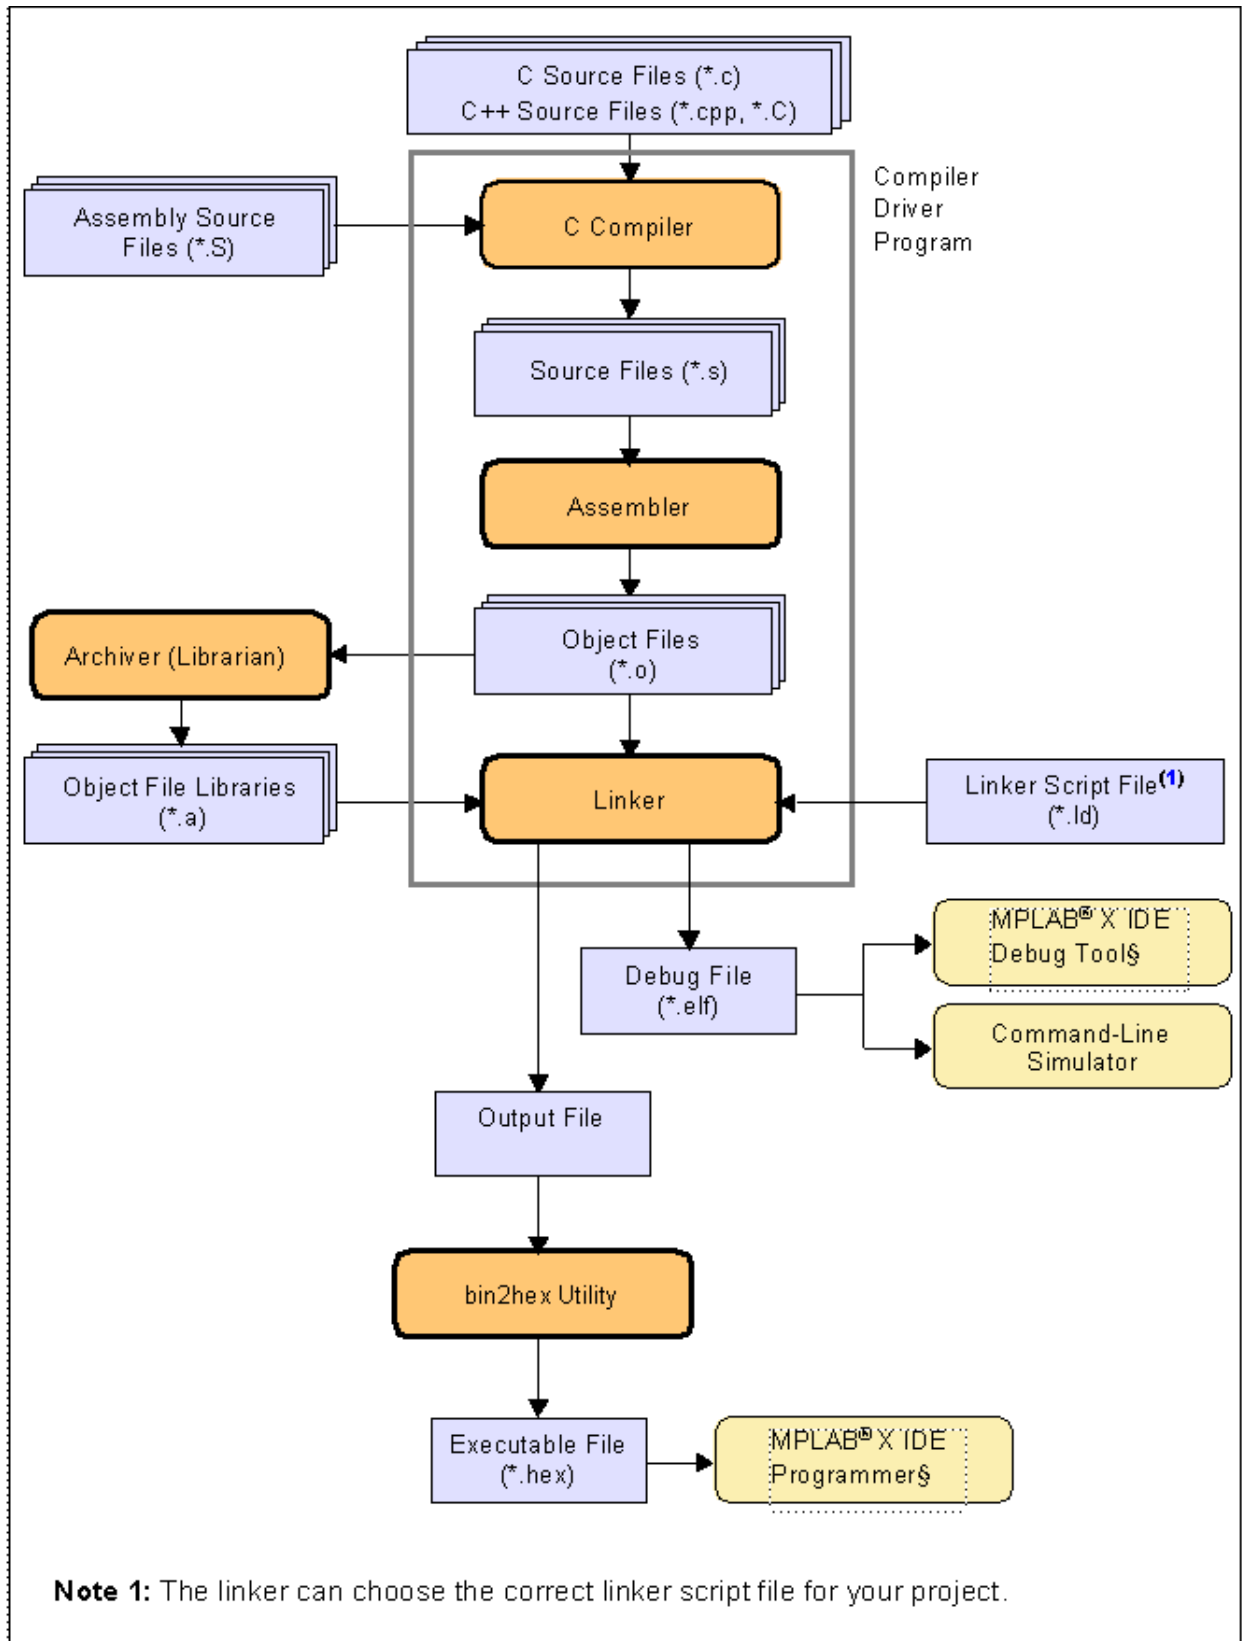 C Source Files (*.c)
C++ Source Files (*.cpp, *.C)
Compiler
Driver
Program
Assembly Source
Files (*.S)
C Compiler
Source Files (*.s)
Assembler
Object Files
(*.o)
Archiver (Librarian)
Object File Libraries
(*.a)
Linker
Linker Script File(1)
(*.ld)
MPLAB® X IDE
Debug Tool§
Debug File
(*.elf)
Command-Line
Simulator
Output File
bin2hex Utility
Executable File
(*.hex)
MPLAB® X IDE
Programmer§
Note 1: The linker can choose the correct linker script file for your project.